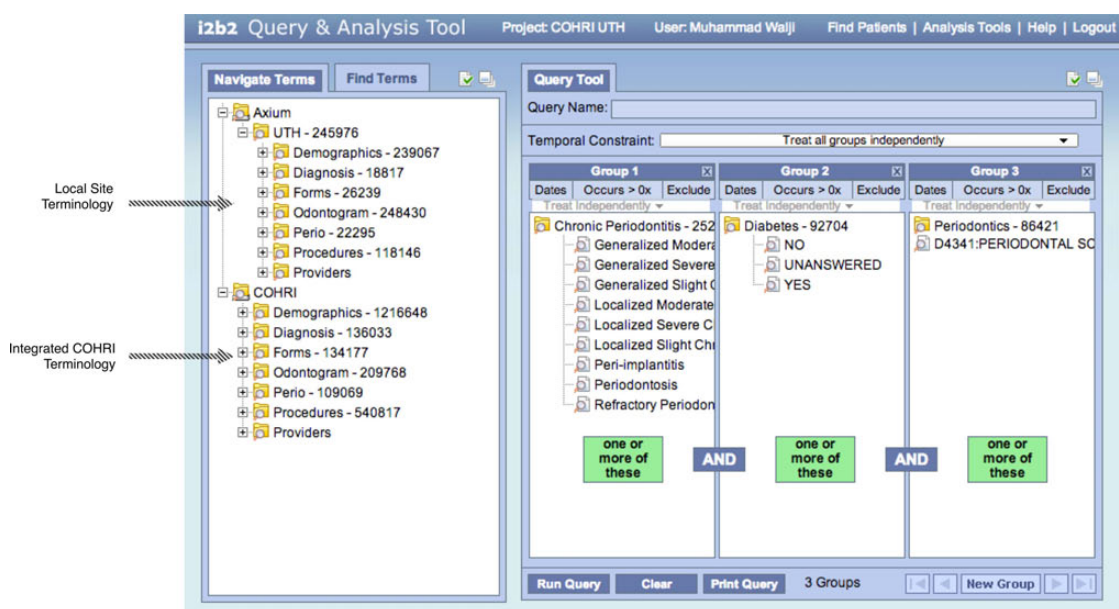 i2b2 Query & Analysis Tool Project: COHRI UTH User: Muhammad Walji Find Patients | Analysis Tools | Help | Logout
Navigate Terms Find Terms
Axium
UTH - 245976
Demographics - 239067
Diagnosis - 18817
Forms - 26239
Odontogram - 248430
Perio - 22295
Procedures - 118146
Providers
COHRI
Demographics - 1216648
Diagnosis - 136033
Forms - 134177
Odontogram - 209768
Perio - 109069
Procedures - 540817
Providers
Local Site
Terminology
Integrated COHRI
Terminology
Query Tool
Query Name:
Temporal Constraint: Treat all groups independently
Group 1
Dates Occurs > 0x Exclude
Treat Independently
Chronic Periodontitis - 252
Generalized Modera
Generalized Severe
Generalized Slight C
Localized Moderate
Localized Severe C
Localized Slight Chr
Peri-implantitis
Periodontosis
Refractory Periodon
one or
more of
these
AND
Group 2
Dates Occurs > 0x Exclude
Treat Independently
Diabetes - 92704
NO
UNANSWERED
YES
one or
more of
these
AND
Group 3
Dates Occurs > 0x Exclude
Treat Independently
Periodontics - 86421
D4341:PERIODONTAL SC
one or
more of
these
Run Query Clear Print Query 3 Groups New Group